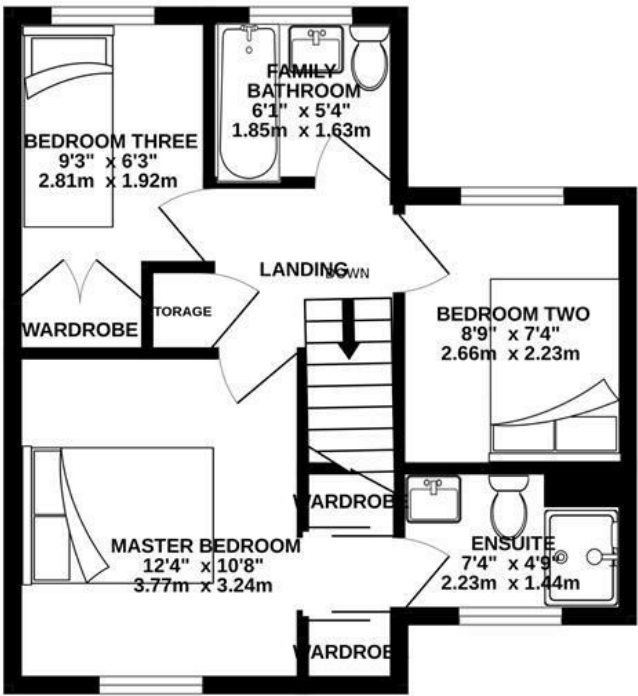 FAMILY
BATHROOM
6'1" x 5'4"
1.85m x 1.63m
BEDROOM THREE
9'3" x 6'3"
2.81m x 1.92m
LANDING
DOWN
TORAGE
WARDROBE
BEDROOM TWO
8'9" x 7'4"
2.66m x 2.23m
WARDROBE
MASTER BEDROOM
12'4" x 10'8"
3.77m x 3.24m
ENSUITE
7'4" x 4'9"
2.23m x 1.44m
WARDROBE